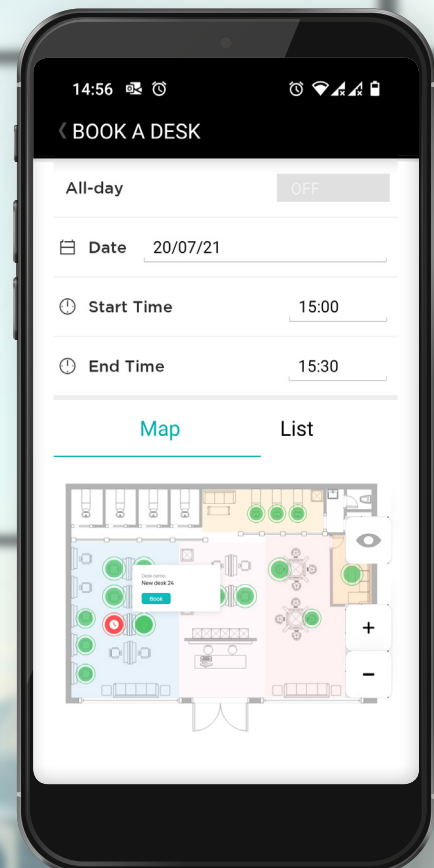 14:56
BOOK A DESK
All-day
OFF
Date 20/07/21
Start Time
15:00
End Time
15:30
Map
List
Desk name
New desk 24
Book
+
−